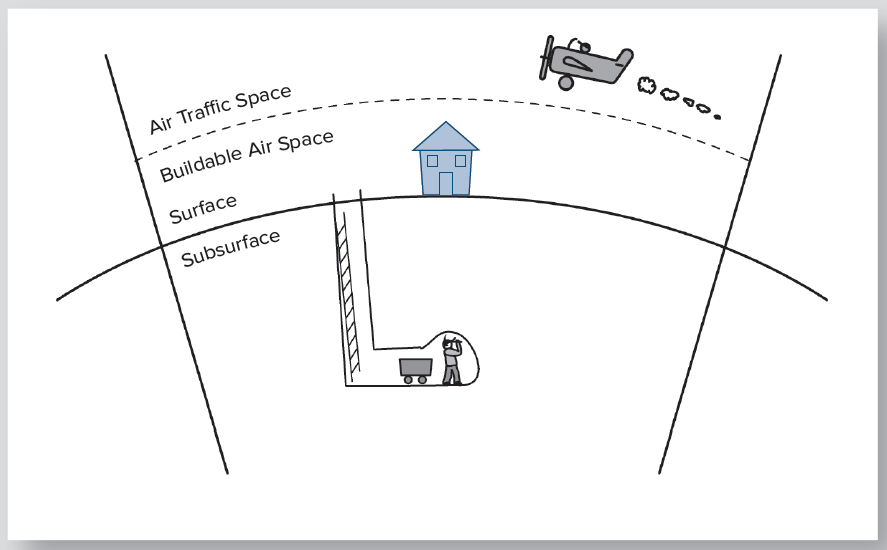 Air Traffic Space
Buildable Air Space
Surface
Subsurface